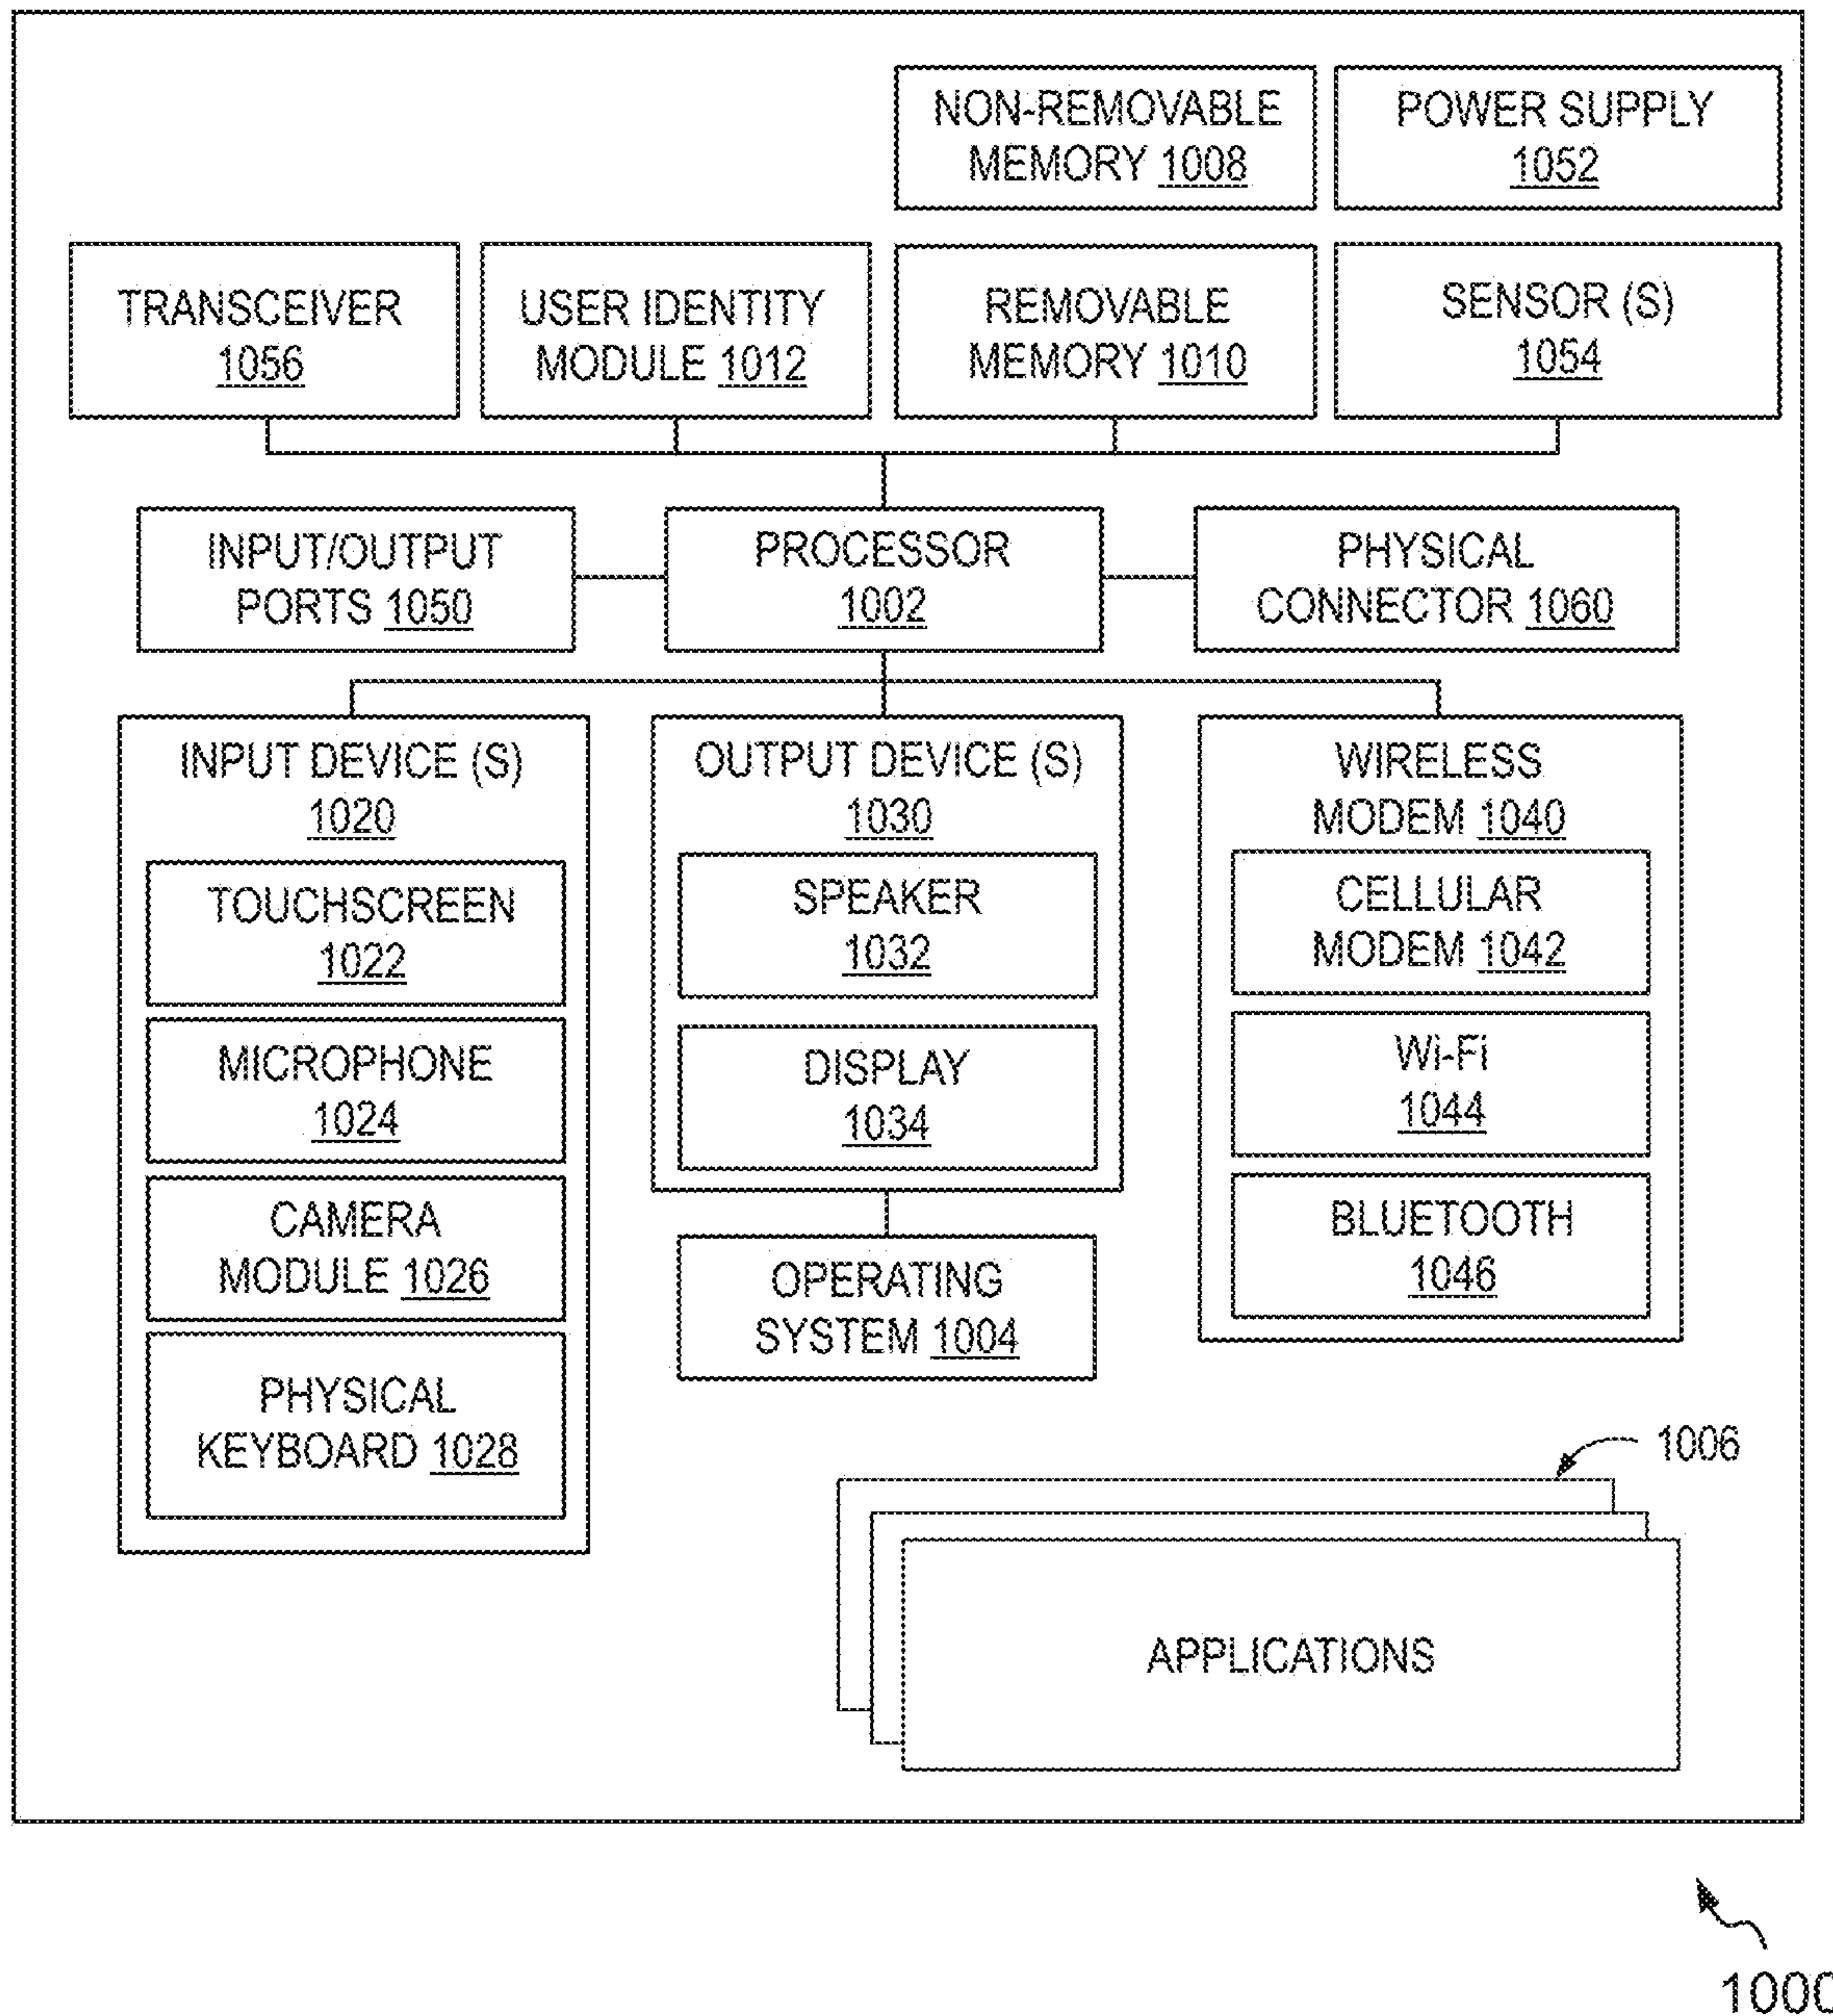 NON-REMOVABLE
MEMORY 1008
POWER SUPPLY
1052
TRANSCEIVER
1056
USER IDENTITY
MODULE 1012
REMOVABLE
MEMORY 1010
SENSOR (S)
1054
INPUT/OUTPUT
PORTS 1050
PROCESSOR
1002
PHYSICAL
CONNECTOR 1060
INPUT DEVICE (S)
1020
TOUCHSCREEN
1022
MICROPHONE
1024
CAMERA
MODULE 1026
PHYSICAL
KEYBOARD 1028
OUTPUT DEVICE (S)
1030
SPEAKER
1032
DISPLAY
1034
OPERATING
SYSTEM 1004
WIRELESS
MODEM 1040
CELLULAR
MODEM 1042
Wi-Fi
1044
BLUETOOTH
1046
1006
APPLICATIONS
1000